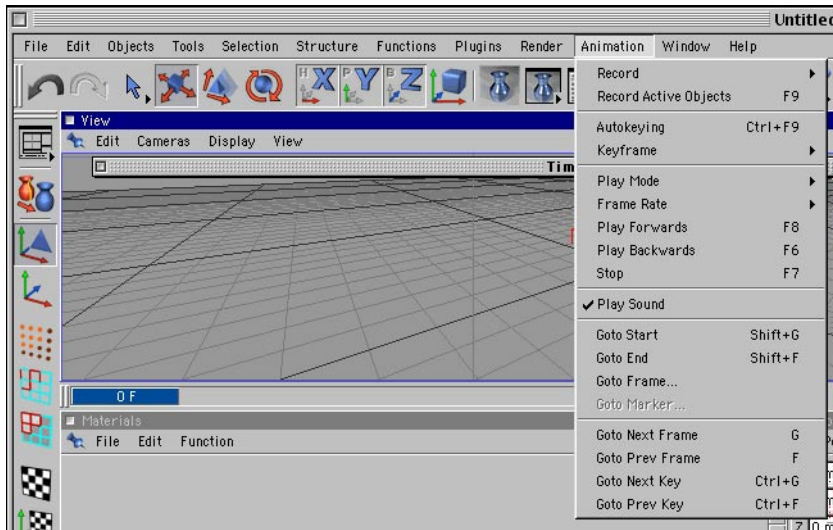 Untitled
File Edit Objects Tools Selection Structure Functions Plugins Render Animation Window Help
H X P Y B Z
View
Edit Cameras Display View
Tim
0 F
Materials
File Edit Function
Record
Record Active Objects F9
Autokeying Ctrl+F9
Keyframe
Play Mode
Frame Rate
Play Forwards F8
Play Backwards F6
Stop F7
Play Sound
Goto Start Shift+G
Goto End Shift+F
Goto Frame...
Goto Marker...
Goto Next Frame G
Goto Prev Frame F
Goto Next Key Ctrl+G
Goto Prev Key Ctrl+F
Z 0 m